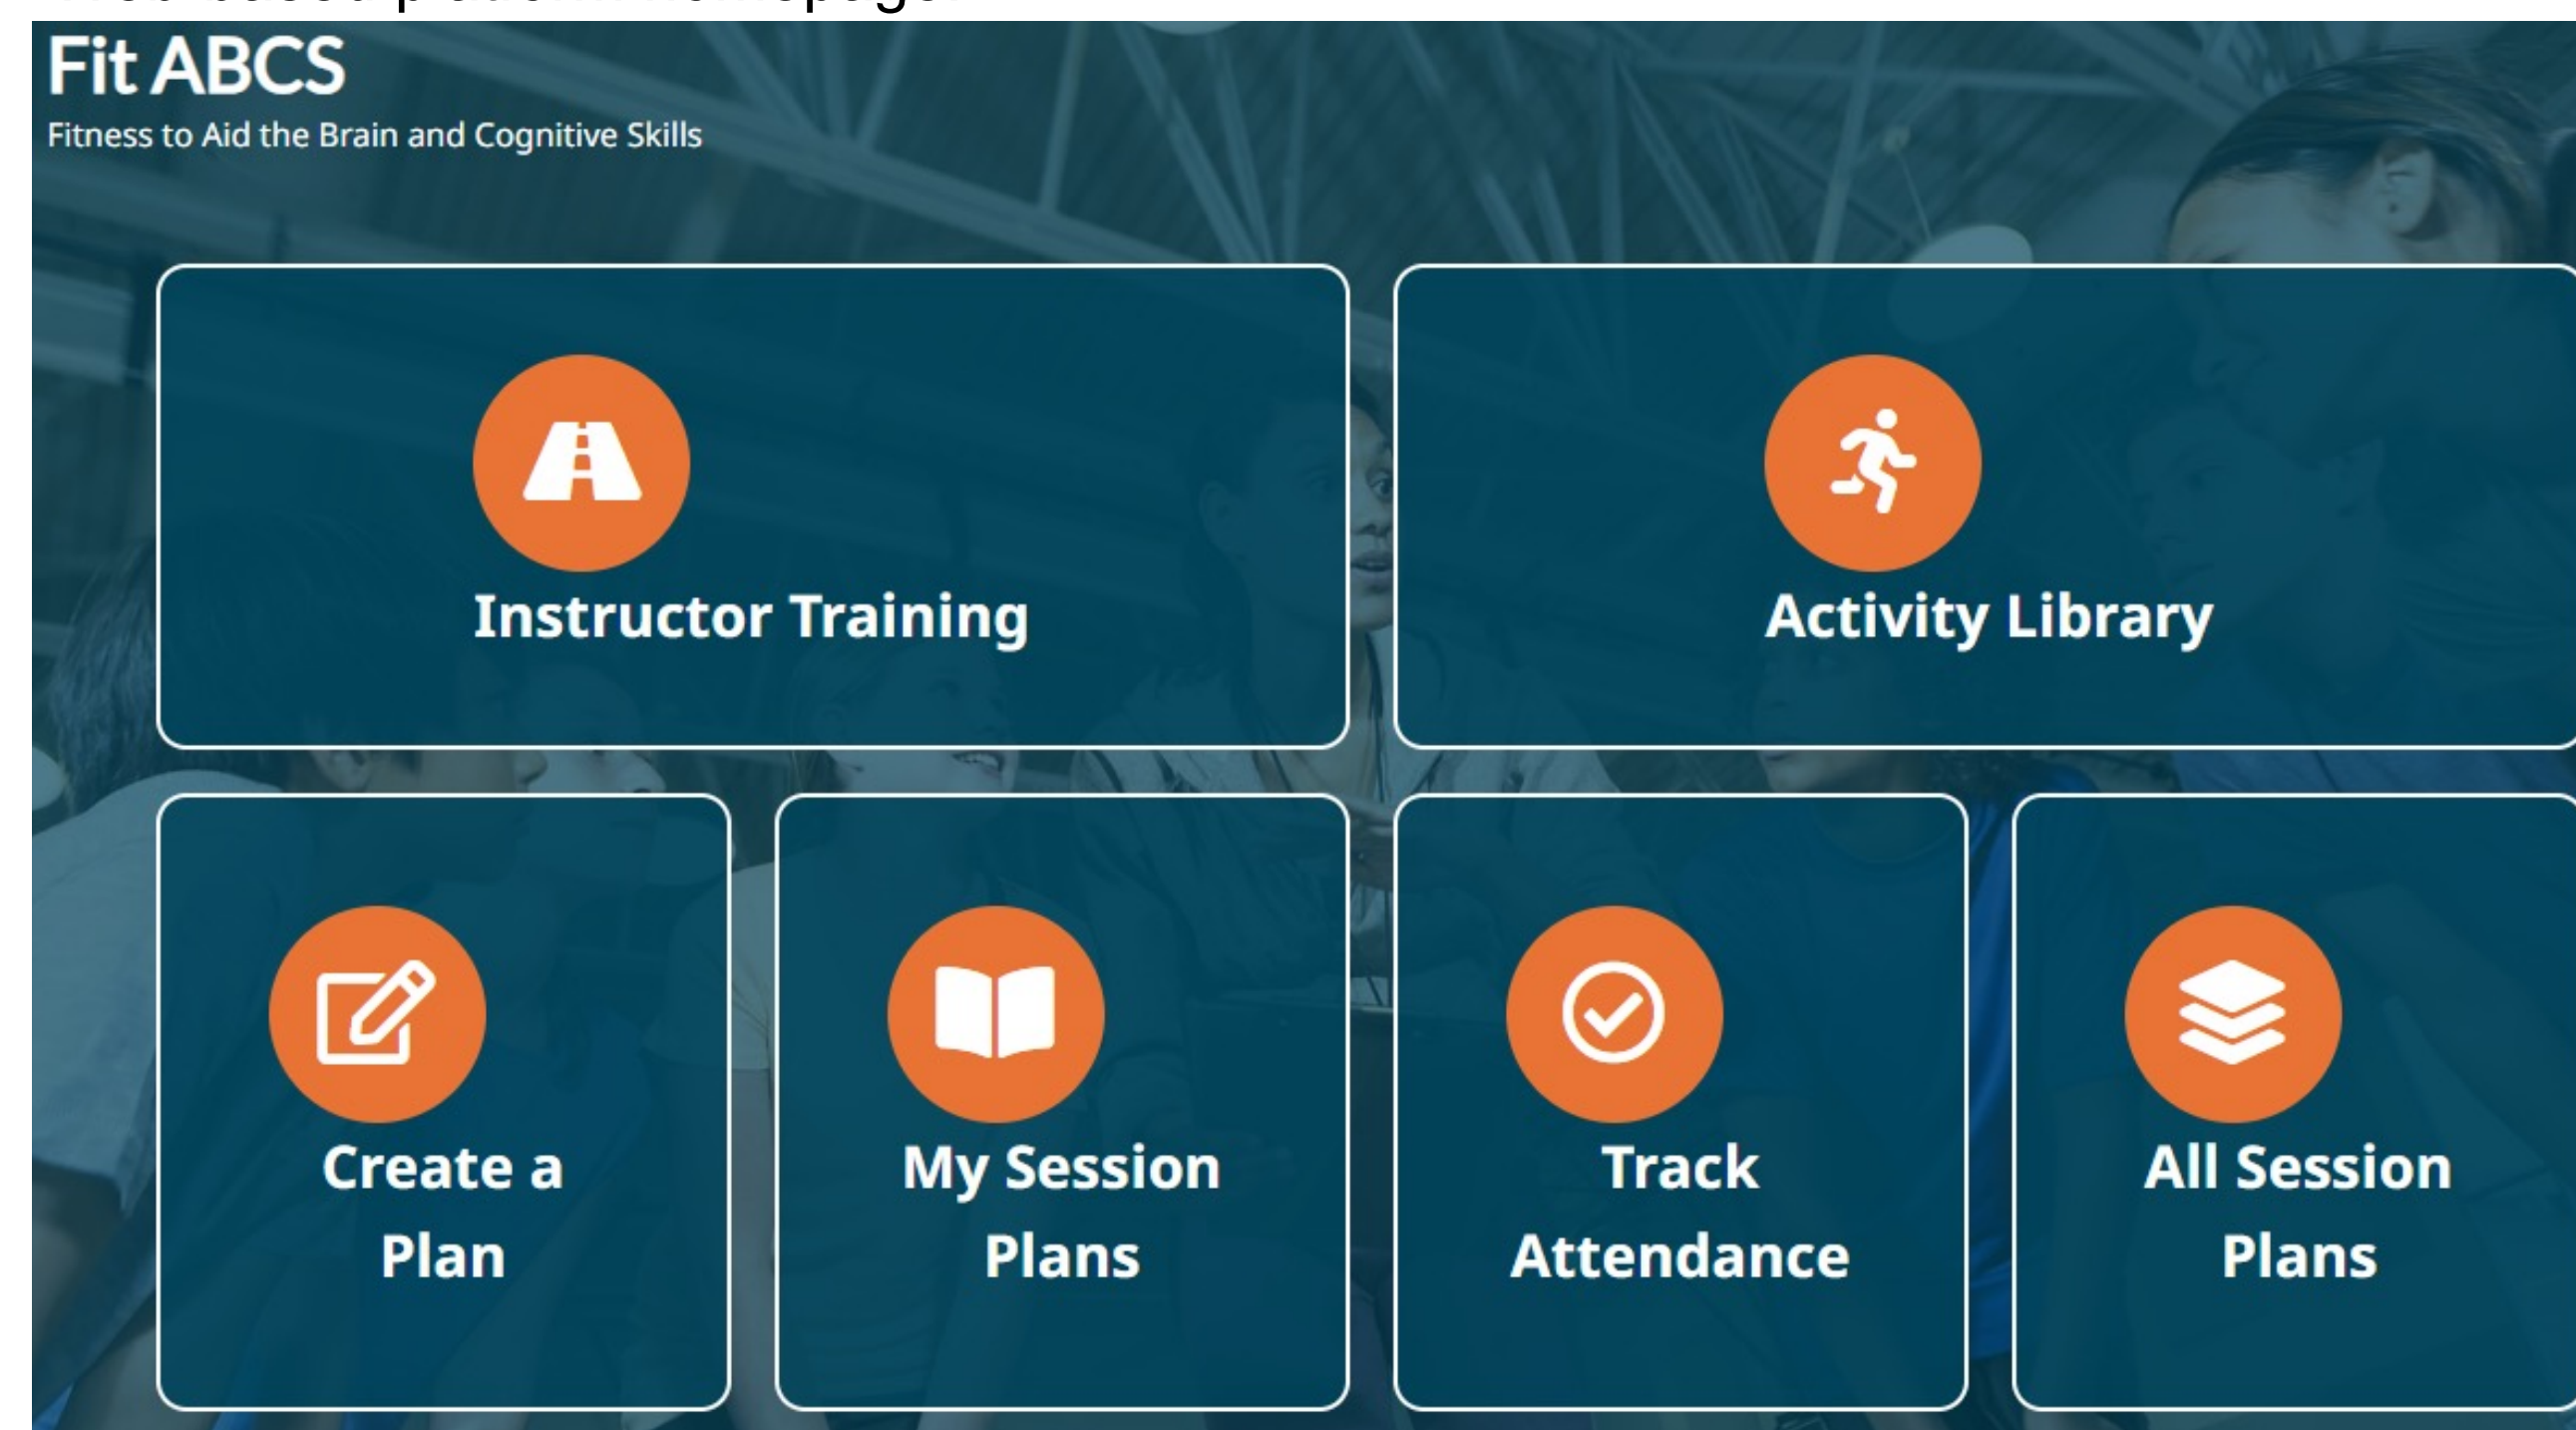 Fit ABCS
Fitness to Aid the Brain and Cognitive Skills
Instructor Training
Activity Library
Create a
Plan
My Session
Plans
Track
Attendance
All Session
Plans